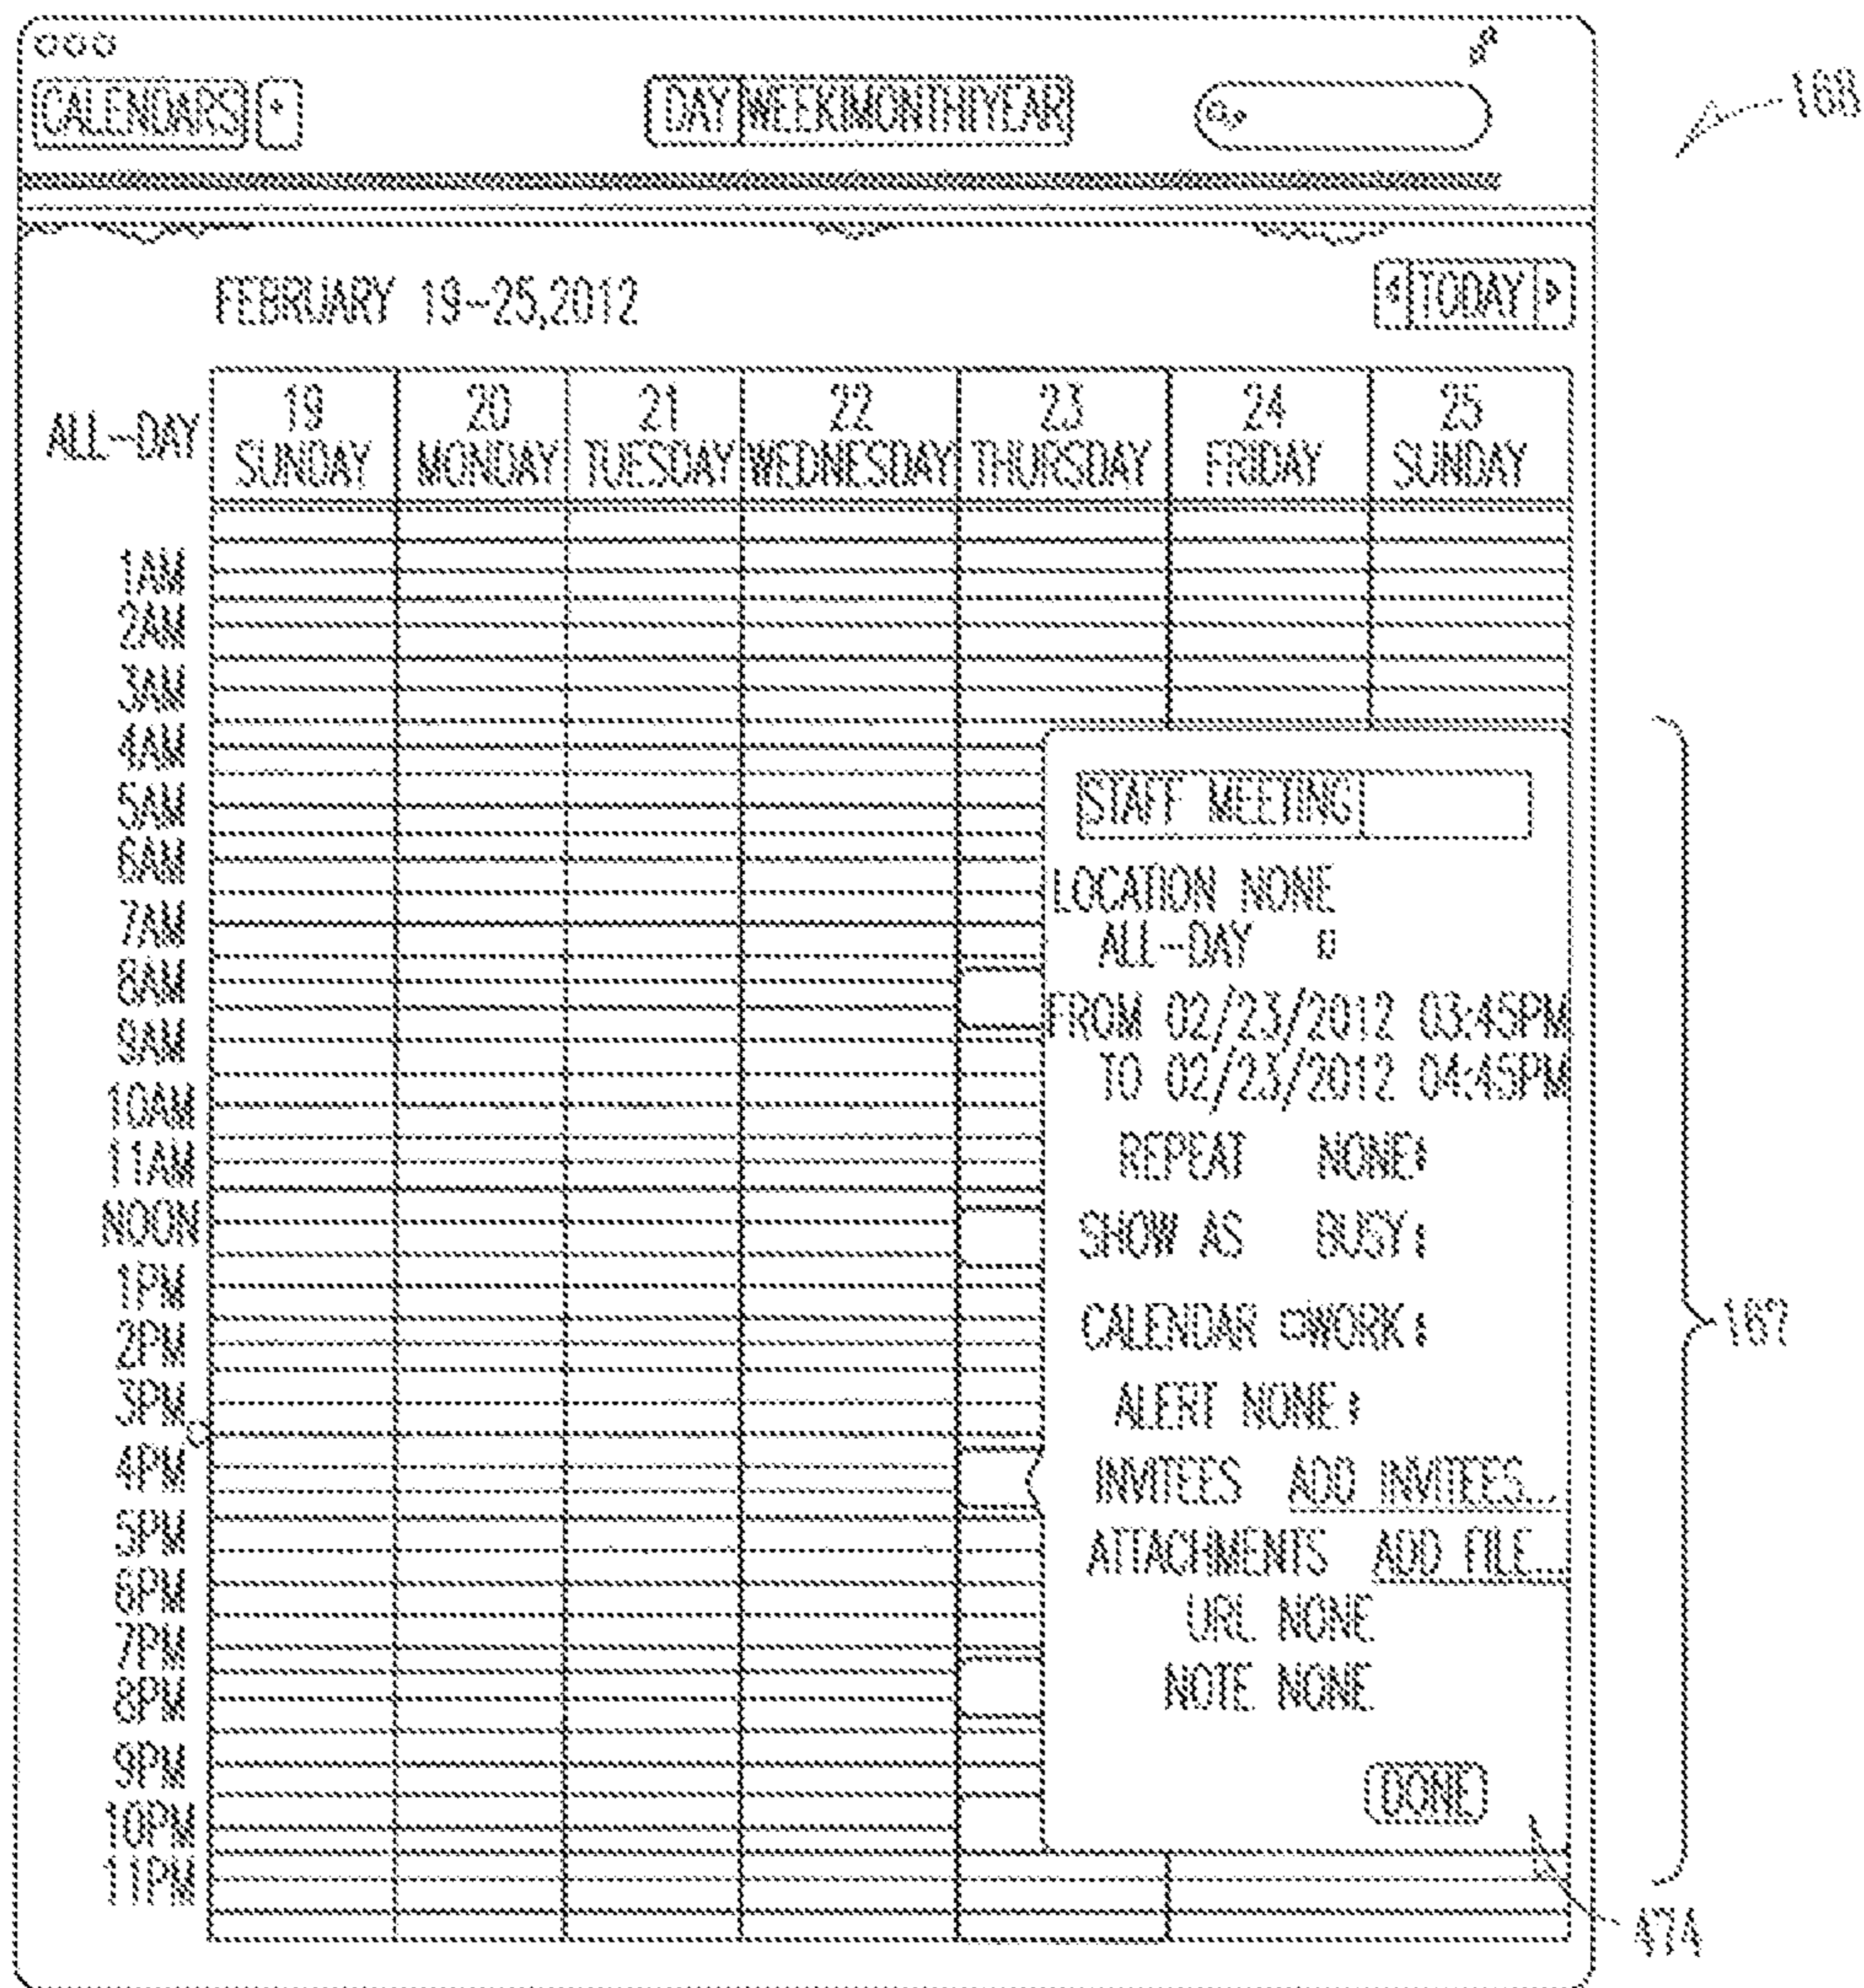 CALENDARS + DAY WEEK MONTH YEAR
168
FEBRUARY 19--25,2012 TODAY
ALL--DAY
19 20 21 22 23 24 25
SUNDAY MONDAY TUESDAY WEDNESDAY THURSDAY FRIDAY SUNDAY
1AM
2AM
3AM
4AM
5AM
6AM
7AM
8AM
9AM
10AM
11AM
NOON
1PM
2PM
3PM
4PM
5PM
6PM
7PM
8PM
9PM
10PM
11PM
STAFF MEETING
LOCATION NONE
ALL--DAY
FROM 02/23/2012 03:45PM
TO 02/23/2012 04:45PM
REPEAT NONE
SHOW AS BUSY
CALENDAR WORK
ALERT NONE
INVITEES ADD INVITEES...
ATTACHMENTS ADD FILE...
URL NONE
NOTE NONE
DONE
167
47A